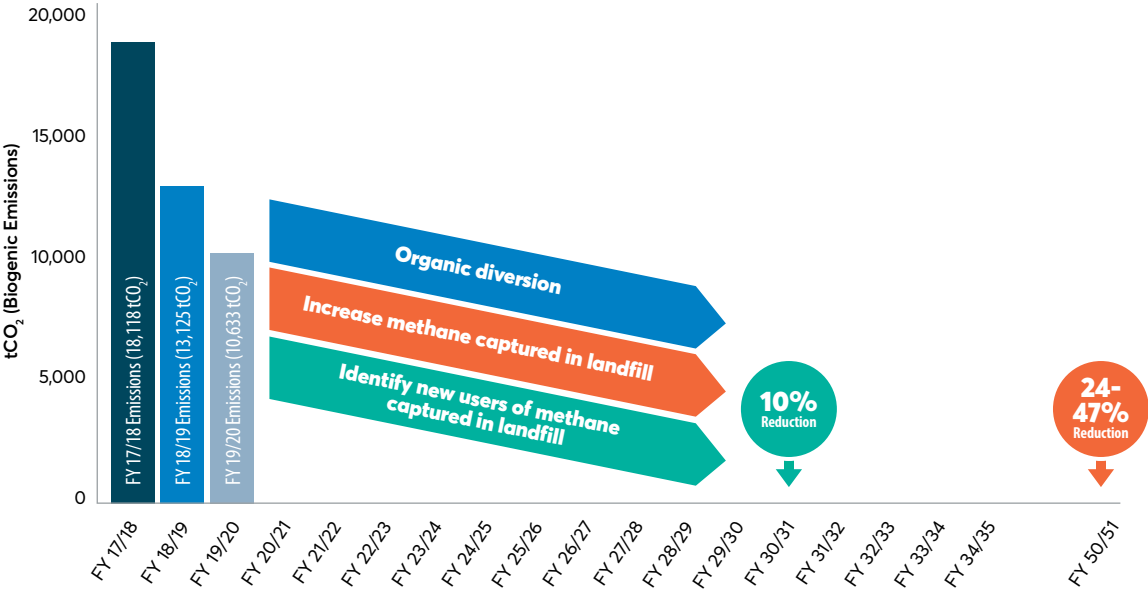 tCO₂ (Biogenic Emissions)
20,000
15,000
10,000
5,000
0
FY 17/18 Emissions (18,118 tCO₂)
FY 18/19 Emissions (13,125 tCO₂)
FY 19/20 Emissions (10,633 tCO₂)
Organic diversion
Increase methane captured in landfill
Identify new users of methane
captured in landfill
10%
Reduction
24-
47%
Reduction
FY 17/18
FY 18/19
FY 19/20
FY 20/21
FY 21/22
FY 22/23
FY 23/24
FY 24/25
FY 25/26
FY 26/27
FY 27/28
FY 28/29
FY 29/30
FY 30/31
FY 31/32
FY 32/33
FY 33/34
FY 34/35
FY 50/51